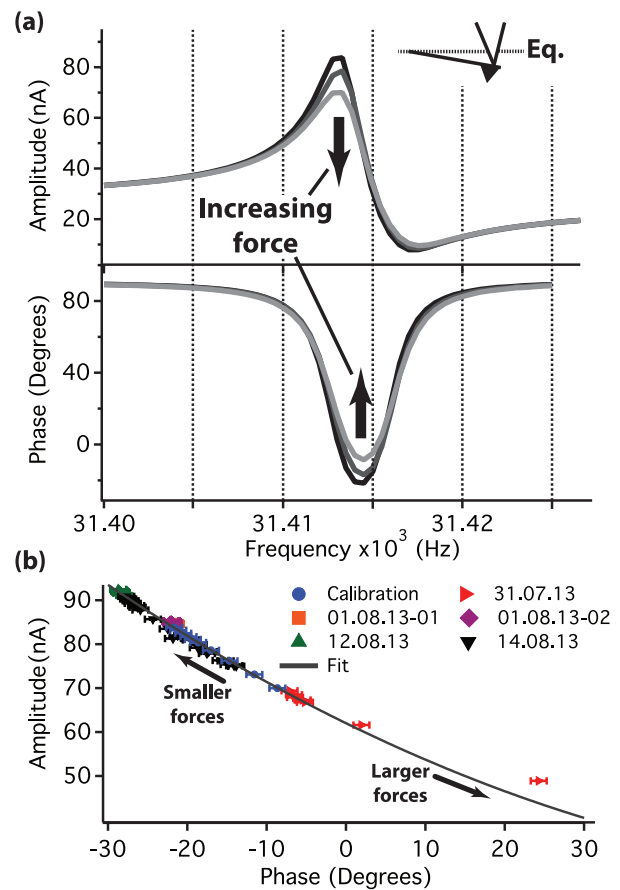 (a)
Eq.
Amplitude(nA)
80
60
40
20
Increasing
force
Phase (Degrees)
80
40
0
31.40
31.41
31.42
Frequency x10³ (Hz)
(b)
Amplitude (nA)
90
80
70
60
50
Calibration
31.07.13
01.08.13-01
01.08.13-02
12.08.13
14.08.13
Fit
Smaller
forces
Larger
forces
-30
-20
-10
0
10
20
30
Phase (Degrees)